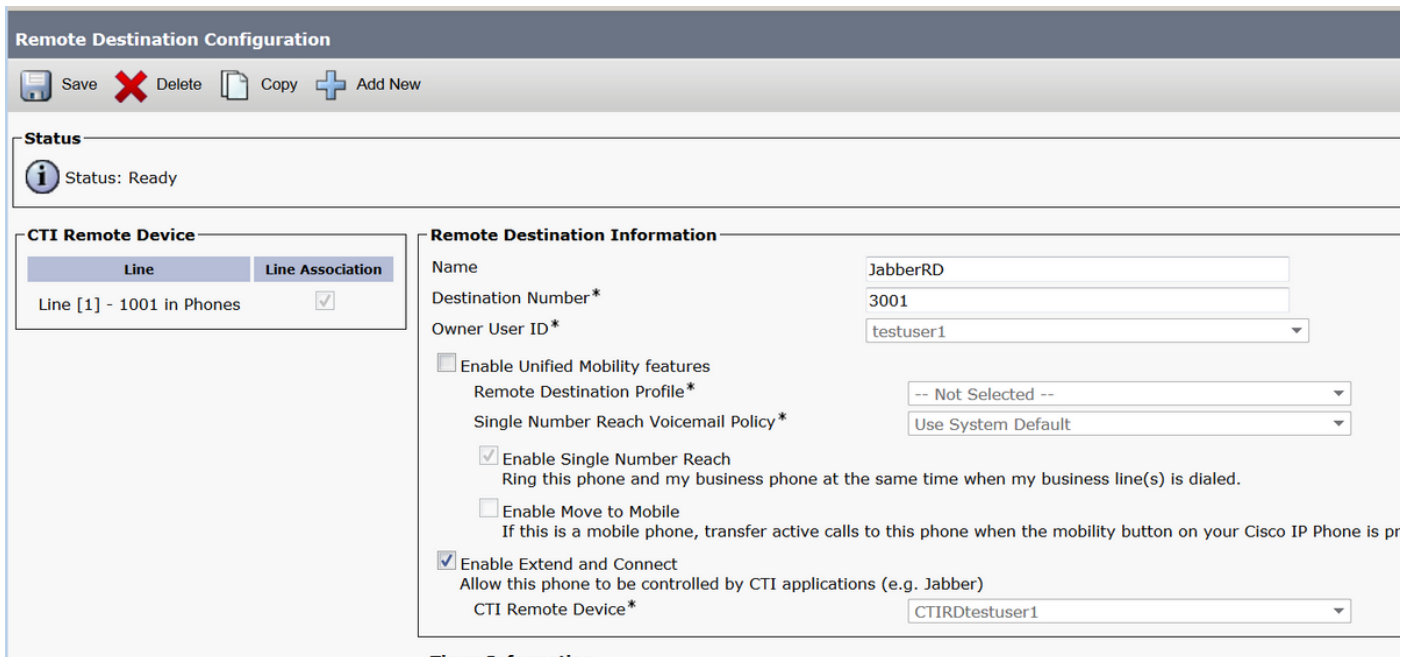 Remote Destination Configuration
Save Delete Copy Add New
Status
Status: Ready
CTI Remote Device
Line Line Association
Line [1] - 1001 in Phones
Remote Destination Information
Name JabberRD
Destination Number* 3001
Owner User ID* testuser1
Enable Unified Mobility features
Remote Destination Profile* -- Not Selected --
Single Number Reach Voicemail Policy* Use System Default
Enable Single Number Reach
Ring this phone and my business phone at the same time when my business line(s) is dialed.
Enable Move to Mobile
If this is a mobile phone, transfer active calls to this phone when the mobility button on your Cisco IP Phone is pr
Enable Extend and Connect
Allow this phone to be controlled by CTI applications (e.g. Jabber)
CTI Remote Device* CTIRDtestuser1